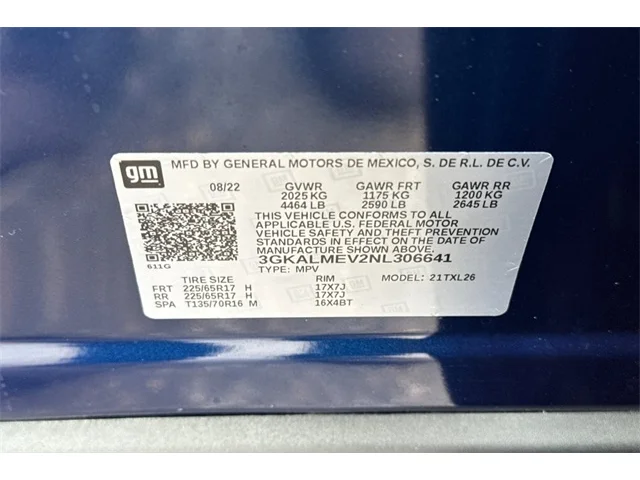 gm MFD BY GENERAL MOTORS DE MEXICO, S. DE R.L. DE C.V.
08/22 GVWR GAWR FRT GAWR RR
2025 KG 1175 KG 1200 KG
4464 LB 2590 LB 2645 LB
THIS VEHICLE CONFORMS TO ALL
APPLICABLE U.S. FEDERAL MOTOR
VEHICLE SAFETY AND THEFT PREVENTION
STANDARDS IN EFFECT ON THE DATE OF
MANUFACTURE SHOWN ABOVE.
3GKALMEV2NL306641
611G TYPE: MPV
TIRE SIZE RIM MODEL: 21TXL26
FRT 225/65R17 H 17X7J
RR 225/65R17 H 17X7J
SPA T135/70R16 M 16X4BT